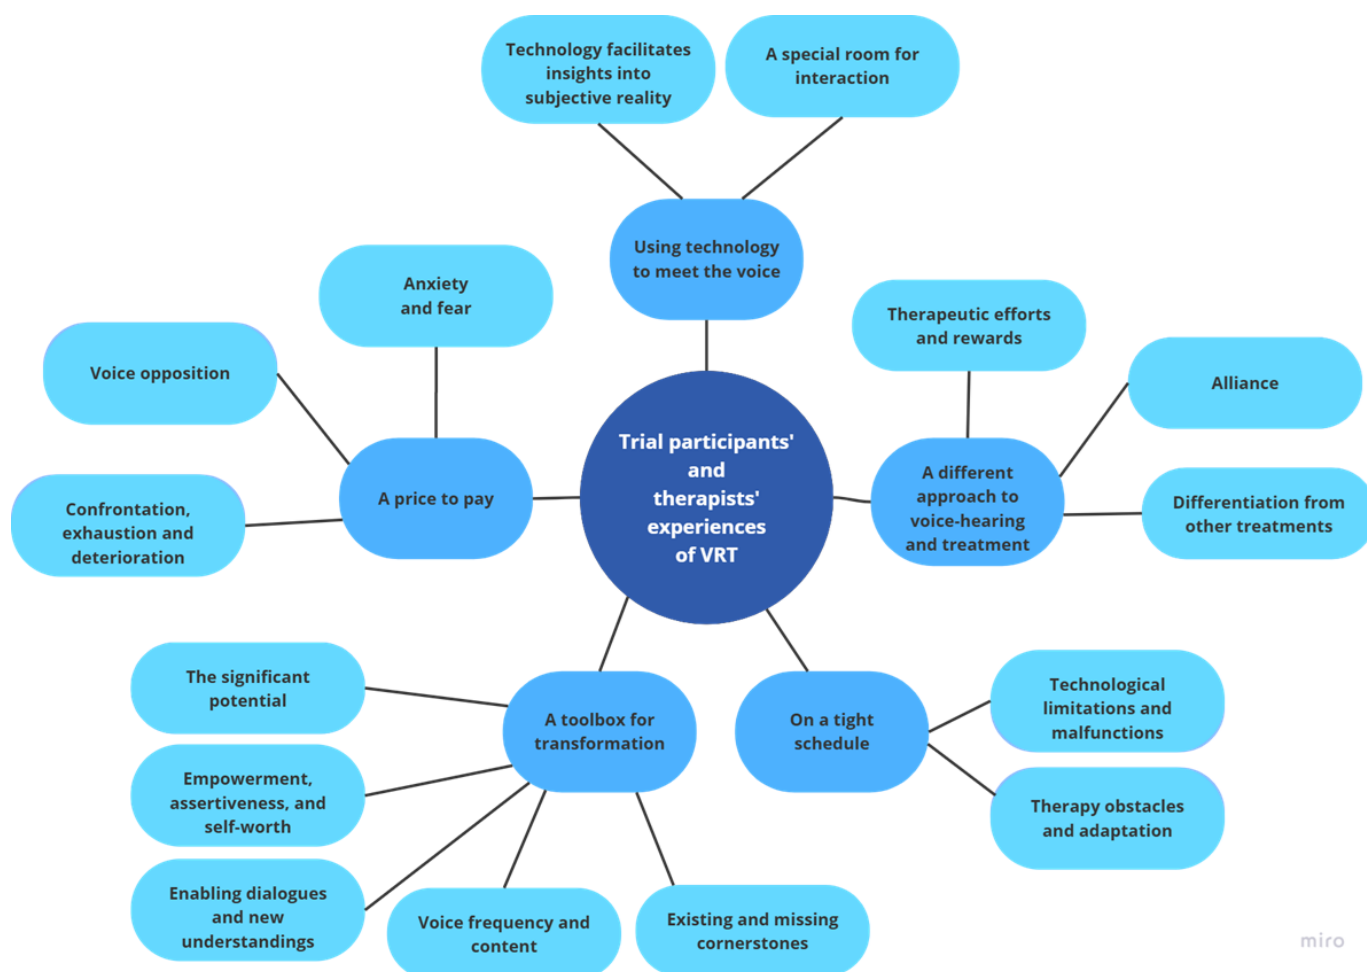 Technology facilitates
insights into
subjective reality
A special room for
interaction
Using technology
to meet the voice
Anxiety
and fear
Voice opposition
Confrontation,
exhaustion and
deterioration
A price to pay
Trial participants'
and
therapists'
experiences
of VRT
Therapeutic efforts
and rewards
Alliance
A different
approach to
voice-hearing
and treatment
Differentiation from
other treatments
The significant
potential
Empowerment,
assertiveness, and
self-worth
Enabling dialogues
and new
understandings
A toolbox for
transformation
Voice frequency and
content
Existing and missing
cornerstones
On a tight
schedule
Technological
limitations and
malfunctions
Therapy obstacles
and adaptation
miro